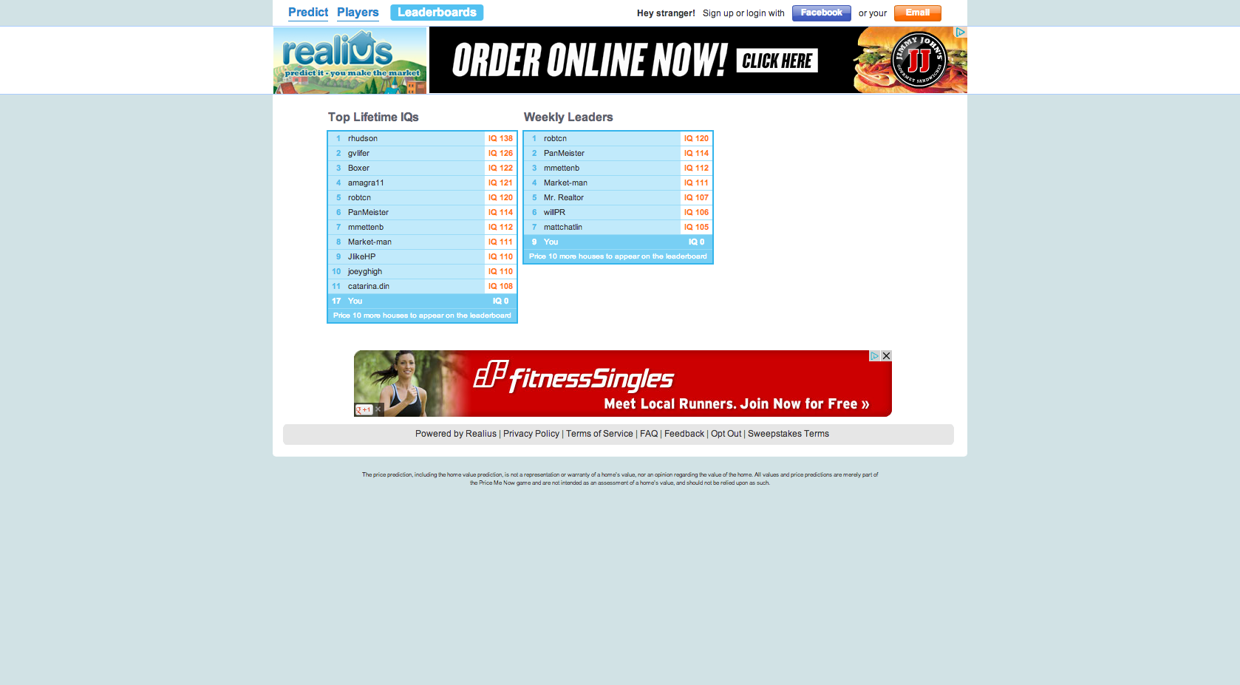 Predict Players Leaderboards Hey stranger! Sign up or login with Facebook or your Email
realius
predict it - you make the market
ORDER ONLINE NOW! CLICK HERE
JIMMY JOHN'S
JJ
GOURMET SANDWICHES
Top Lifetime IQs
1 rhudson IQ 138
2 gvlifer IQ 126
3 Boxer IQ 122
4 amagra11 IQ 121
5 robtcn IQ 120
6 PanMeister IQ 114
7 mmettenb IQ 112
8 Market-man IQ 111
9 JIkeHP IQ 110
10 joeyghigh IQ 110
11 catarina.din IQ 108
17 You IQ 0
Price 10 more houses to appear on the leaderboard
Weekly Leaders
1 robtcn IQ 120
2 PanMeister IQ 114
3 mmettenb IQ 112
4 Market-man IQ 111
5 Mr. Realtor IQ 107
6 willPR IQ 106
7 mattchatlin IQ 105
9 You IQ 0
Price 10 more houses to appear on the leaderboard
fitnessSingles
Meet Local Runners. Join Now for Free »
+1
Powered by Realius | Privacy Policy | Terms of Service | FAQ | Feedback | Opt Out | Sweepstakes Terms
The price prediction, including the home value prediction, is not a representation or warranty of a home's value, nor an opinion regarding the value of the home. All values and price predictions are merely part of
the Price Me Now game and are not intended as an assessment of a home's value, and should not be relied upon as such.